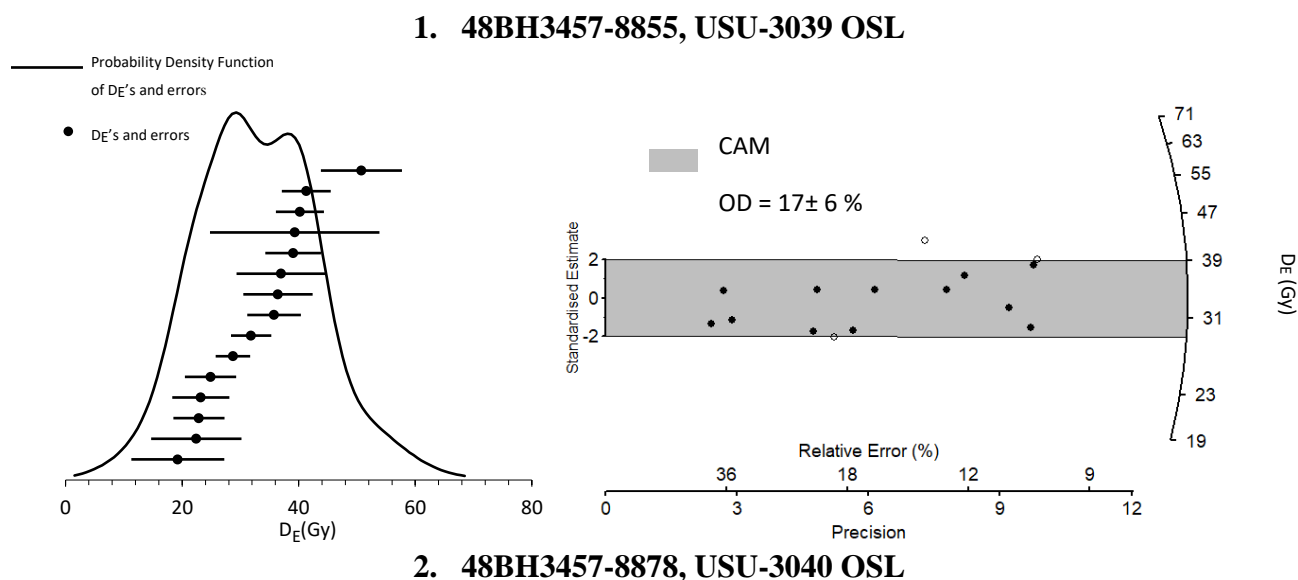 1. 48BH3457-8855, USU-3039 OSL
Probability Density Function
of DE's and errors
DE's and errors
0 20 40 60 80
DE(Gy)
CAM
OD = 17± 6 %
Standardised Estimate
2
0
-2
71
63
55
47
39
31
23
19
DE (Gy)
Relative Error (%)
36 18 12 9
0 3 6 9 12
Precision
2. 48BH3457-8878, USU-3040 OSL